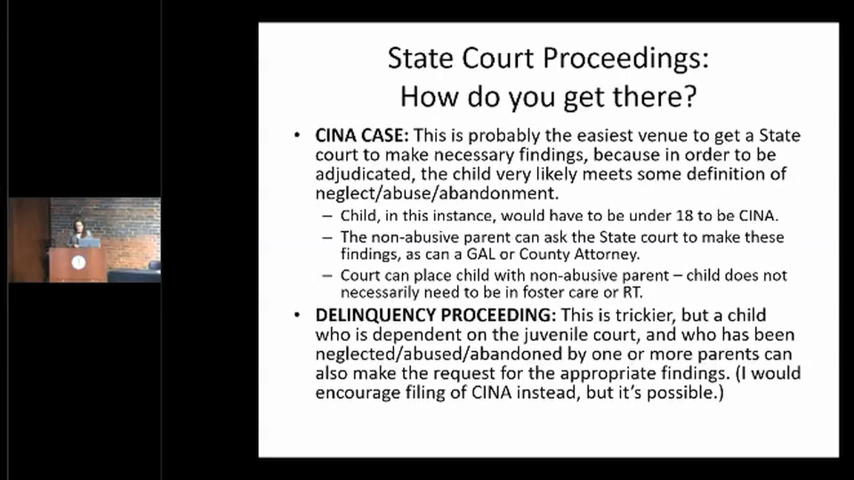 State Court Proceedings:
How do you get there?
• CINA CASE: This is probably the easiest venue to get a State
court to make necessary findings, because in order to be
adjudicated, the child very likely meets some definition of
neglect/abuse/abandonment.
– Child, in this instance, would have to be under 18 to be CINA.
– The non-abusive parent can ask the State court to make these
findings, as can a GAL or County Attorney.
– Court can place child with non-abusive parent – child does not
necessarily need to be in foster care or RT.
• DELINQUENCY PROCEEDING: This is trickier, but a child
who is dependent on the juvenile court, and who has been
neglected/abused/abandoned by one or more parents can
also make the request for the appropriate findings. (I would
encourage filing of CINA instead, but it's possible.)